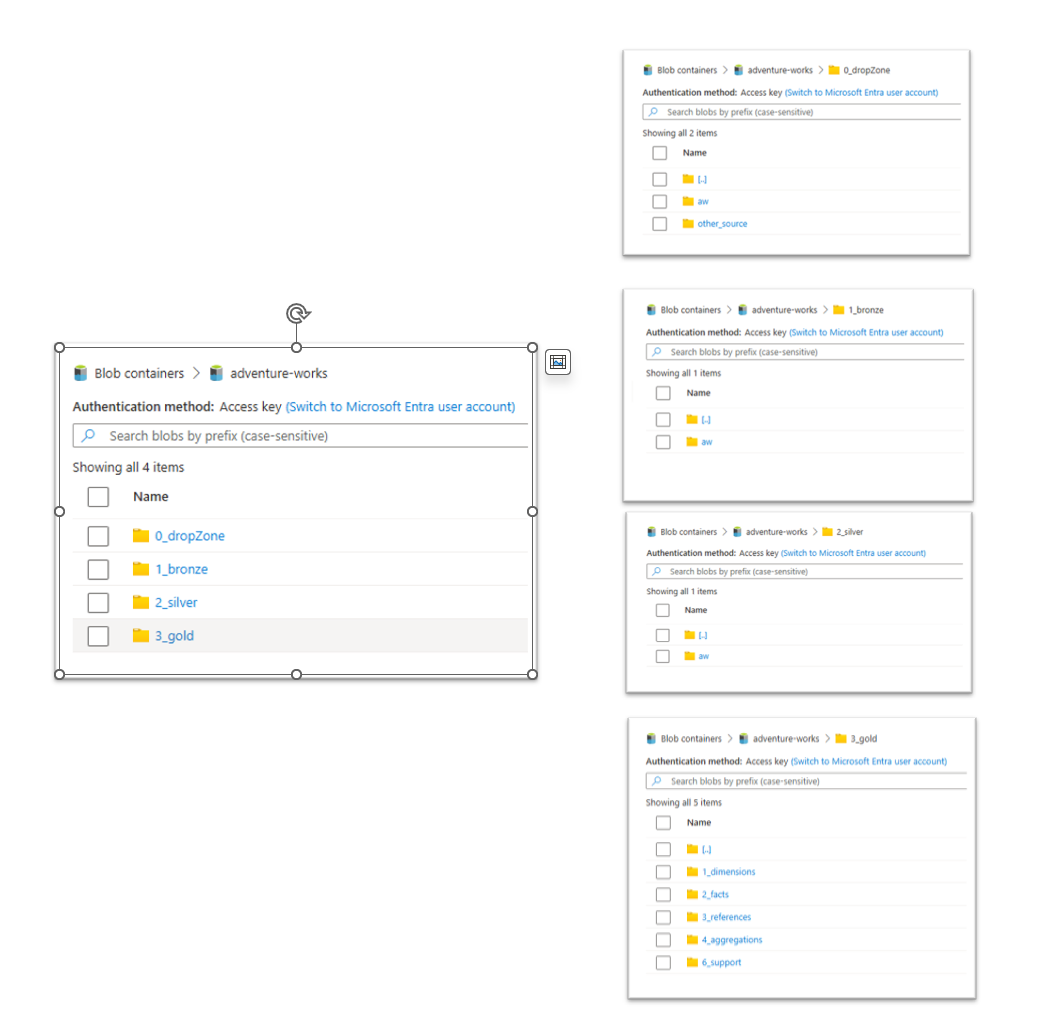 Blob containers > adventure-works
Authentication method: Access key (Switch to Microsoft Entra user account)
Search blobs by prefix (case-sensitive)
Showing all 4 items
Name
0_dropZone
1_bronze
2_silver
3_gold
Blob containers > adventure-works > 0_dropZone
Authentication method: Access key (Switch to Microsoft Entra user account)
Search blobs by prefix (case-sensitive)
Showing all 2 items
Name
[..]
aw
other_source
Blob containers > adventure-works > 1_bronze
Authentication method: Access key (Switch to Microsoft Entra user account)
Search blobs by prefix (case-sensitive)
Showing all 1 items
Name
[..]
aw
Blob containers > adventure-works > 2_silver
Authentication method: Access key (Switch to Microsoft Entra user account)
Search blobs by prefix (case-sensitive)
Showing all 1 items
Name
[..]
aw
Blob containers > adventure-works > 3_gold
Authentication method: Access key (Switch to Microsoft Entra user account)
Search blobs by prefix (case-sensitive)
Showing all 5 items
Name
[..]
1_dimensions
2_facts
3_references
4_aggregations
6_support